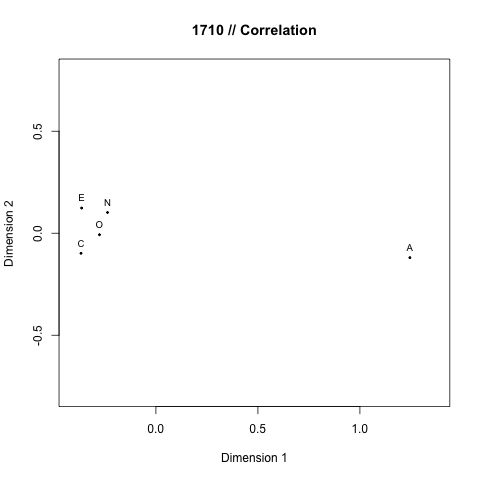 1710 // Correlation
0.5
0.0
-0.5
Dimension 2
E
N
O
C
A
0.0
0.5
1.0
Dimension 1